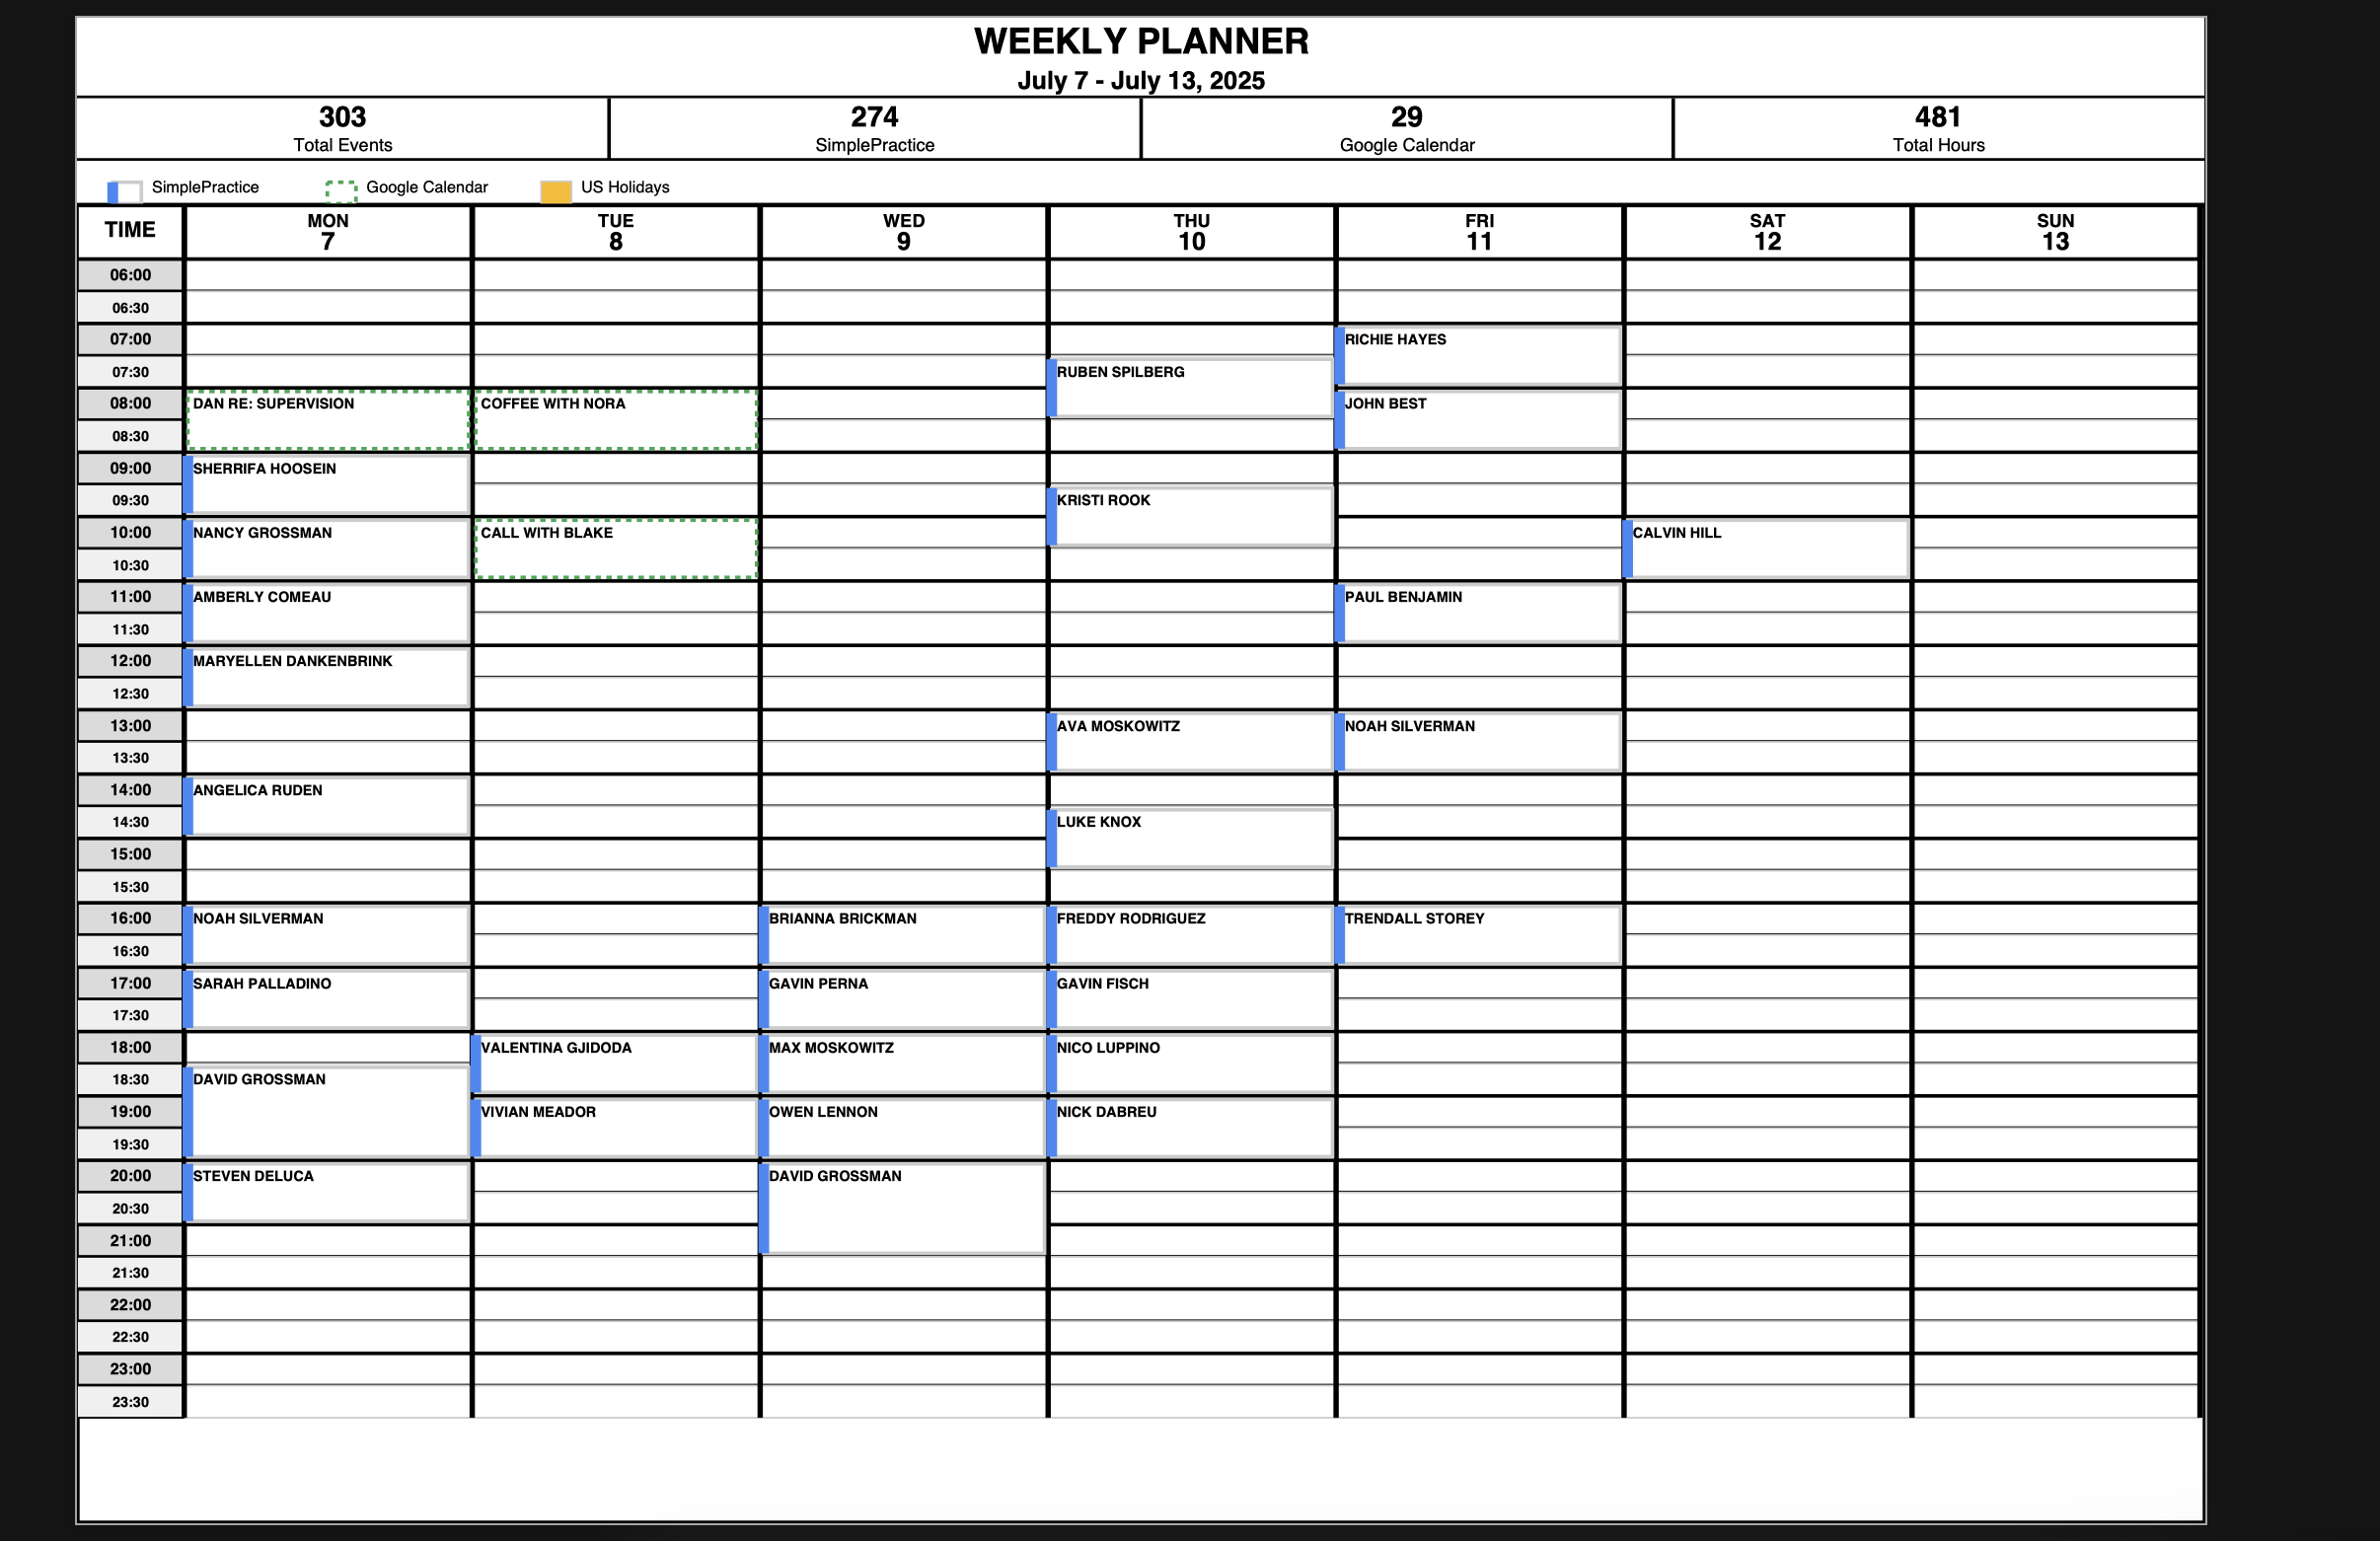 WEEKLY PLANNER
July 7 - July 13, 2025
303 274 29 481
Total Events SimplePractice Google Calendar Total Hours
SimplePractice Google Calendar US Holidays
TIME MON TUE WED THU FRI SAT SUN
7 8 9 10 11 12 13
06:00
06:30
07:00 RICHIE HAYES
07:30 RUBEN SPILBERG
08:00 DAN RE: SUPERVISION COFFEE WITH NORA JOHN BEST
08:30
09:00 SHERRIFA HOOSEIN
09:30 KRISTI ROOK
10:00 NANCY GROSSMAN CALL WITH BLAKE CALVIN HILL
10:30
11:00 AMBERLY COMEAU PAUL BENJAMIN
11:30
12:00 MARYELLEN DANKENBRINK
12:30
13:00 AVA MOSKOWITZ NOAH SILVERMAN
13:30
14:00 ANGELICA RUDEN
14:30 LUKE KNOX
15:00
15:30
16:00 NOAH SILVERMAN BRIANNA BRICKMAN FREDDY RODRIGUEZ TRENDALL STOREY
16:30
17:00 SARAH PALLADINO GAVIN PERNA GAVIN FISCH
17:30
18:00 VALENTINA GJIDODA MAX MOSKOWITZ NICO LUPPINO
18:30 DAVID GROSSMAN
19:00 VIVIAN MEADOR OWEN LENNON NICK DABREU
19:30
20:00 STEVEN DELUCA DAVID GROSSMAN
20:30
21:00
21:30
22:00
22:30
23:00
23:30